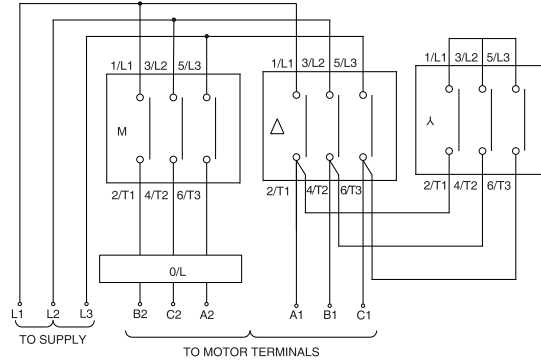 1/L1 3/L2 5/L3
1/L1 3/L2 5/L3
1/L1 3/L2 5/L3
M
△
⅄
2/T1 4/T2 6/T3
2/T1 4/T2 6/T3
2/T1 4/T2 6/T3
0/L
L1 L2 L3 B2 C2 A2 A1 B1 C1
TO SUPPLY
TO MOTOR TERMINALS